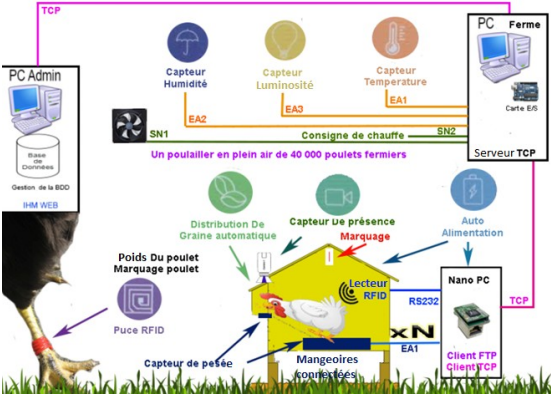 TCP
PC
Ferme
Carte E/S
Serveur TCP
PC Admin
Base
de
Données
Gestion de la BDD
IHM WEB
Capteur
Humidité
Capteur
Luminosité
Capteur
Temperature
EA1
EA3
EA2
SN1
SN2
Consigne de chauffe
Un poulailler en plein air de 40 000 poulets fermiers
Distribution De
Graine automatique
Capteur De présence
Marquage
Auto
Alimentation
Poids Du poulet
Marquage poulet
Puce RFID
Lecteur
RFID
RS232
Nano PC
TCP
xN
EA1
Client FTP
Client TCP
Capteur de pesée
Mangeoires
connectées